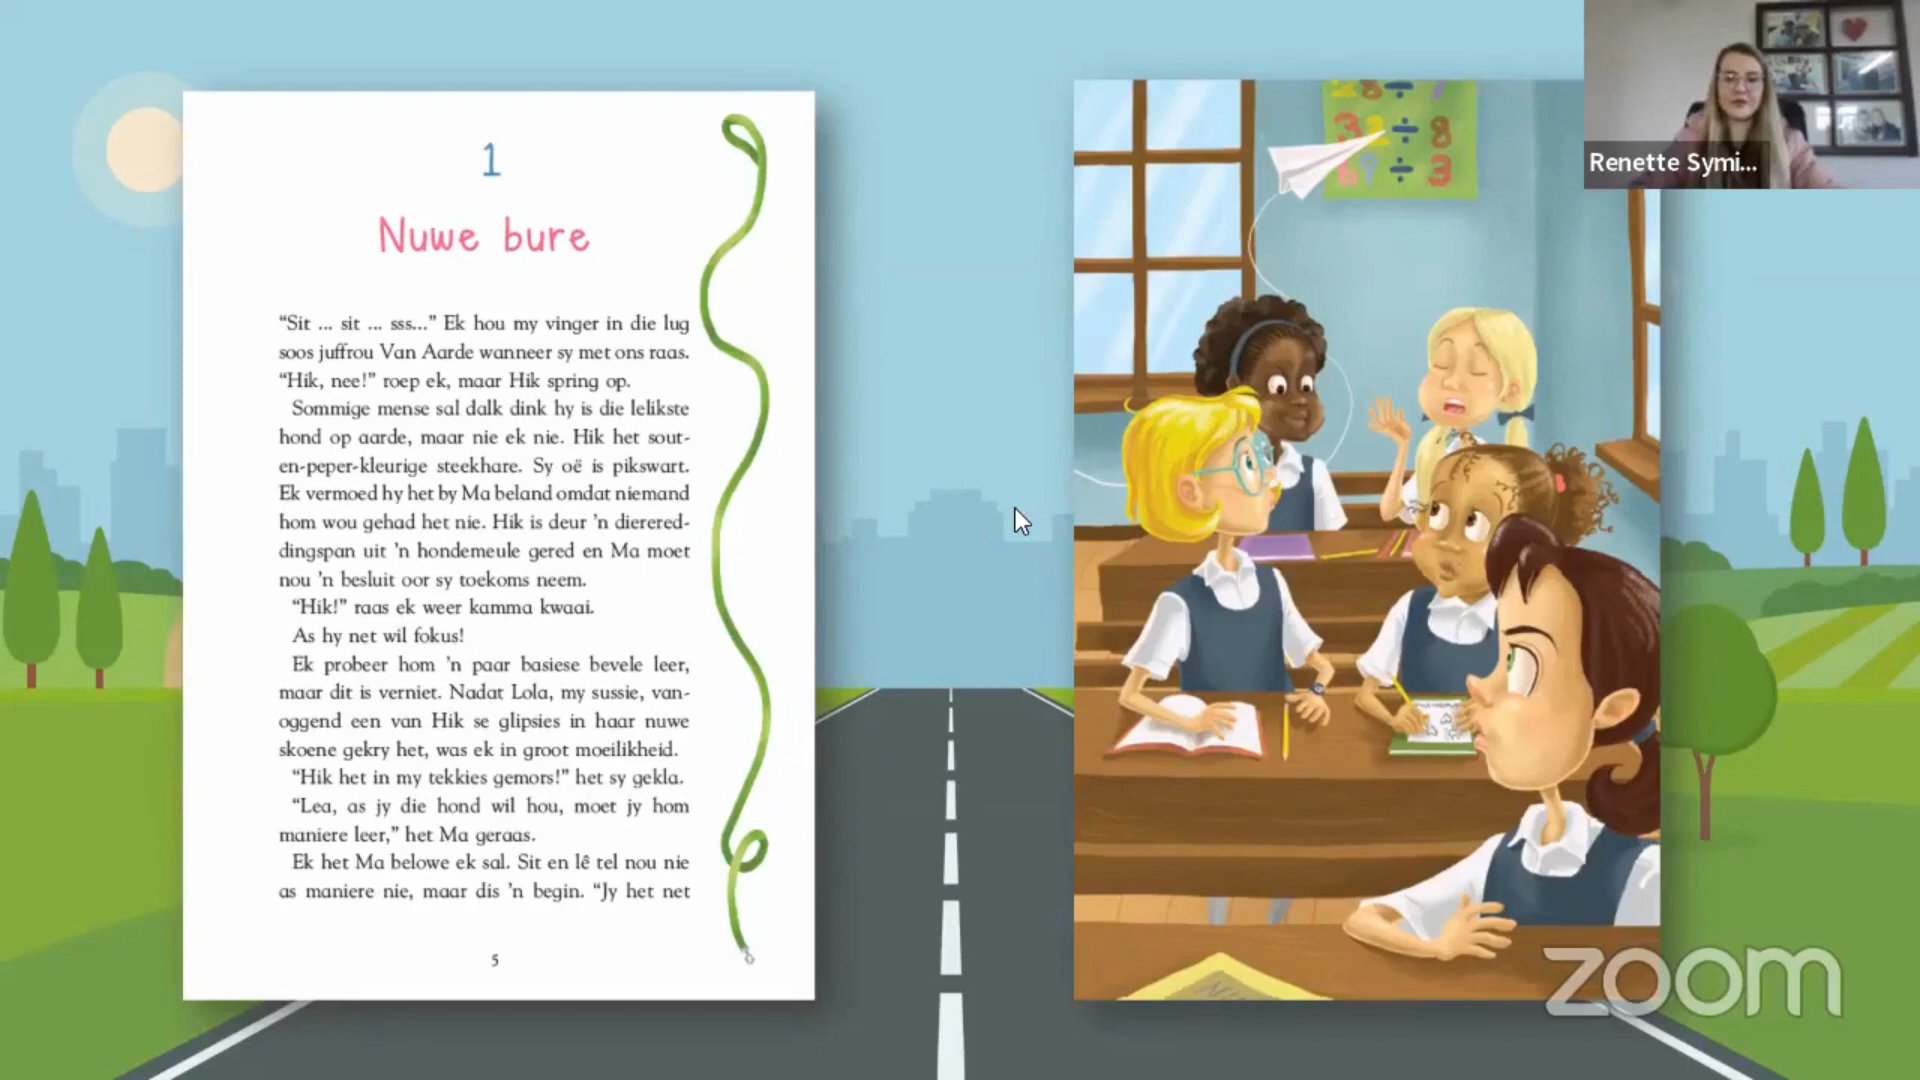 1
Nuwe bure
“Sit ... sit ... sss...” Ek hou my vinger in die lug
soos juffrou Van Aarde wanneer sy met ons raas.
“Hik, nee!” roep ek, maar Hik spring op.
Sommige mense sal dalk dink hy is die lelikste
hond op aarde, maar nie ek nie. Hik het sout-
en-peper-kleurige steekhare. Sy oë is pikswart.
Ek vermoed hy het by Ma beland omdat niemand
hom wou gehad het nie. Hik is deur ’n dierered-
dingspan uit ’n hondemeule gered en Ma moet
nou ’n besluit oor sy toekoms neem.
“Hik!” raas ek weer kamma kwaai.
As hy net wil fokus!
Ek probeer hom ’n paar basiese bevele leer,
maar dit is verniet. Nadat Lola, my sussie, van-
oggend een van Hik se glipsies in haar nuwe
skoene gekry het, was ek in groot moeilikheid.
“Hik het in my tekkies gemors!” het sy gekla.
“Lea, as jy die hond wil hou, moet jy hom
maniere leer,” het Ma geraas.
Ek het Ma belowe ek sal. Sit en lê tel nou nie
as maniere nie, maar dis ’n begin. “Jy het net
5
28 ÷ 7
32 ÷ 8
69 ÷ 3
Renette Symi...
zoom